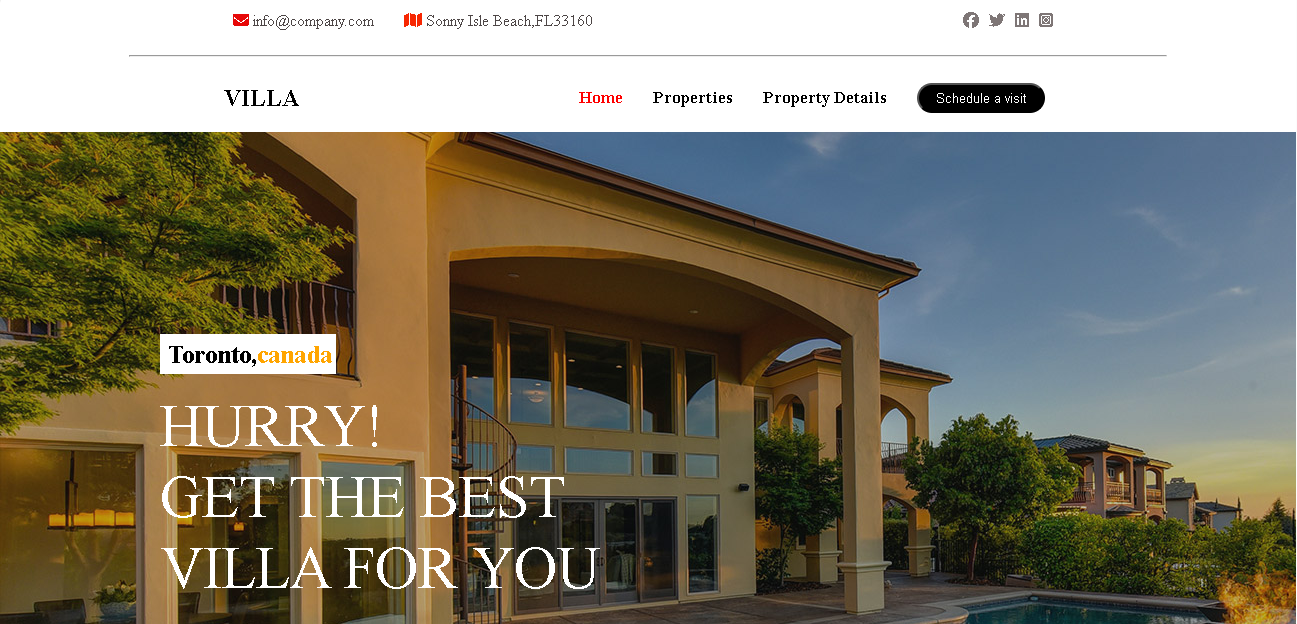 info@company.com
Sonny Isle Beach,FL33160
VILLA
Home
Properties
Property Details
Schedule a visit
Toronto,canada
HURRY!
GET THE BEST
VILLA FOR YOU